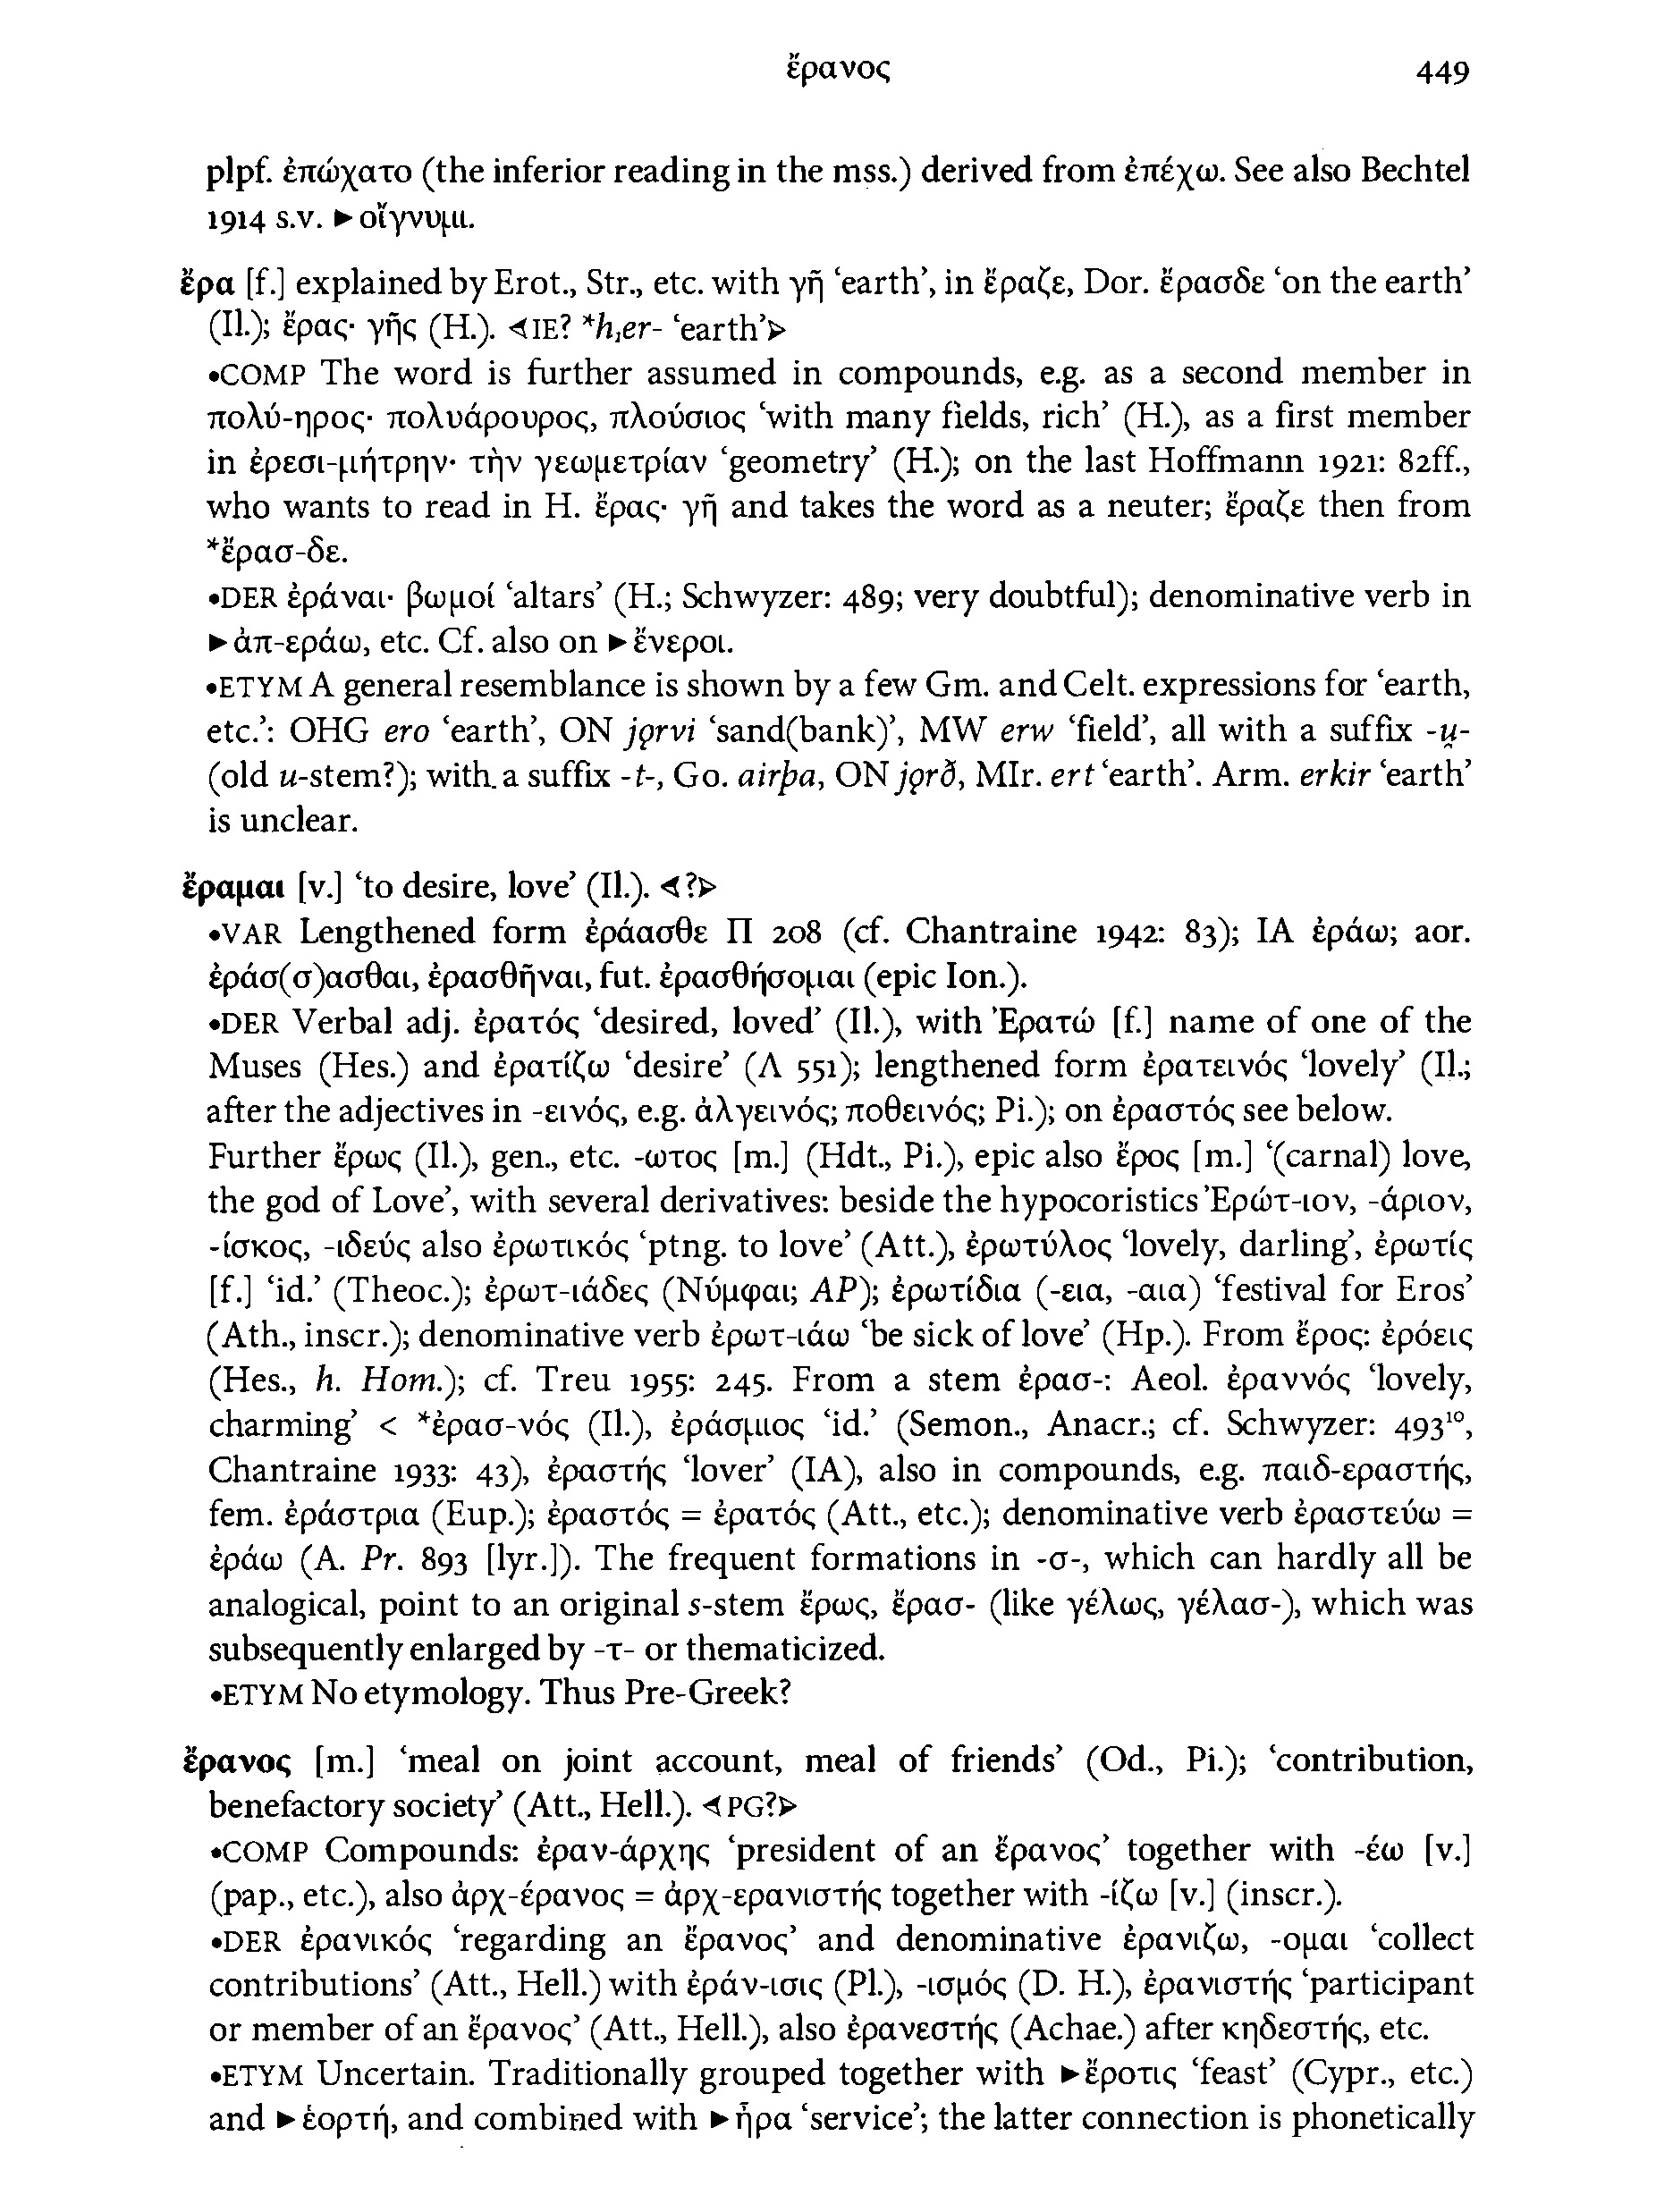 ἔρανος 449
plpf. ἐπώχατο (the inferior reading in the mss.) derived from ἐπέχω. See also Bechtel
1914 s.v. ►οἴγνυμι.
ἔρα [f.] explained by Erot., Str., etc. with γῆ ‘earth’, in ἔραζε, Dor. ἔρασδε ‘on the earth’
(Il.); ἔρας· γῆς (H.). ◄IE? *h₁er- ‘earth’►
•COMP The word is further assumed in compounds, e.g. as a second member in
πολύ-ηρος· πολυάρουρος, πλούσιος ‘with many fields, rich’ (H.), as a first member
in ἐρεσι-μήτρην· τὴν γεωμετρίαν ‘geometry’ (H.); on the last Hoffmann 1921: 82ff.,
who wants to read in H. ἔρας· γῆ and takes the word as a neuter; ἔραζε then from
*ἔρασ-δε.
•DER ἐράναι· βωμοί ‘altars’ (H.; Schwyzer: 489; very doubtful); denominative verb in
►ἀπ-εράω, etc. Cf. also on ►ἔνεροι.
•ETYM A general resemblance is shown by a few Gm. and Celt. expressions for ‘earth,
etc.’: OHG ero ‘earth’, ON jǫrvi ‘sand(bank)’, MW erw ‘field’, all with a suffix -u̯-
(old u-stem?); with a suffix -t-, Go. airþa, ON jǫrð, MIr. ert ‘earth’. Arm. erkir ‘earth’
is unclear.
ἔραμαι [v.] ‘to desire, love’ (Il.). ◄?►
•VAR Lengthened form ἐράασθε Π 208 (cf. Chantraine 1942: 83); IA ἐράω; aor.
ἐράσ(σ)ασθαι, ἐρασθῆναι, fut. ἐρασθήσομαι (epic Ion.).
•DER Verbal adj. ἐρατός ‘desired, loved’ (Il.), with Ἐρατώ [f.] name of one of the
Muses (Hes.) and ἐρατίζω ‘desire’ (Λ 551); lengthened form ἐρατεινός ‘lovely’ (Il.;
after the adjectives in -εινός, e.g. ἀλγεινός; ποθεινός; Pi.); on ἐραστός see below.
Further ἔρως (Il.), gen., etc. -ωτος [m.] (Hdt., Pi.), epic also ἔρος [m.] ‘(carnal) love,
the god of Love’, with several derivatives: beside the hypocoristics Ἐρώτ-ιον, -άριον,
-ίσκος, -ιδεύς also ἐρωτικός ‘ptng. to love’ (Att.), ἐρωτύλος ‘lovely, darling’, ἐρωτίς
[f.] ‘id.’ (Theoc.); ἐρωτ-ιάδες (Νύμφαι; AP); ἐρωτίδια (-εια, -αια) ‘festival for Eros’
(Ath., inscr.); denominative verb ἐρωτ-ιάω ‘be sick of love’ (Hp.). From ἔρος: ἐρόεις
(Hes., h. Hom.); cf. Treu 1955: 245. From a stem ἐρασ-: Aeol. ἐραννός ‘lovely,
charming’ < *ἐρασ-νός (Il.), ἐράσμιος ‘id.’ (Semon., Anacr.; cf. Schwyzer: 493¹⁰,
Chantraine 1933: 43), ἐραστής ‘lover’ (IA), also in compounds, e.g. παιδ-εραστής,
fem. ἐράστρια (Eup.); ἐραστός = ἐρατός (Att., etc.); denominative verb ἐραστεύω =
ἐράω (A. Pr. 893 [lyr.]). The frequent formations in -σ-, which can hardly all be
analogical, point to an original s-stem ἔρως, ἔρασ- (like γέλως, γέλασ-), which was
subsequently enlarged by -τ- or thematicized.
•ETYM No etymology. Thus Pre-Greek?
ἔρανος [m.] ‘meal on joint account, meal of friends’ (Od., Pi.); ‘contribution,
benefactory society’ (Att., Hell.). ◄PG?►
•COMP Compounds: ἐραν-άρχης ‘president of an ἔρανος’ together with -έω [v.]
(pap., etc.), also ἀρχ-έρανος = ἀρχ-ερανιστής together with -ίζω [v.] (inscr.).
•DER ἐρανικός ‘regarding an ἔρανος’ and denominative ἐρανιζω, -ομαι ‘collect
contributions’ (Att., Hell.) with ἐράν-ισις (Pl.), -ισμός (D. H.), ἐρανιστής ‘participant
or member of an ἔρανος’ (Att., Hell.), also ἐρανεστής (Achae.) after κηδεστής, etc.
•ETYM Uncertain. Traditionally grouped together with ►ἔροτις ‘feast’ (Cypr., etc.)
and ►ἑορτή, and combined with ►ἦρα ‘service’; the latter connection is phonetically